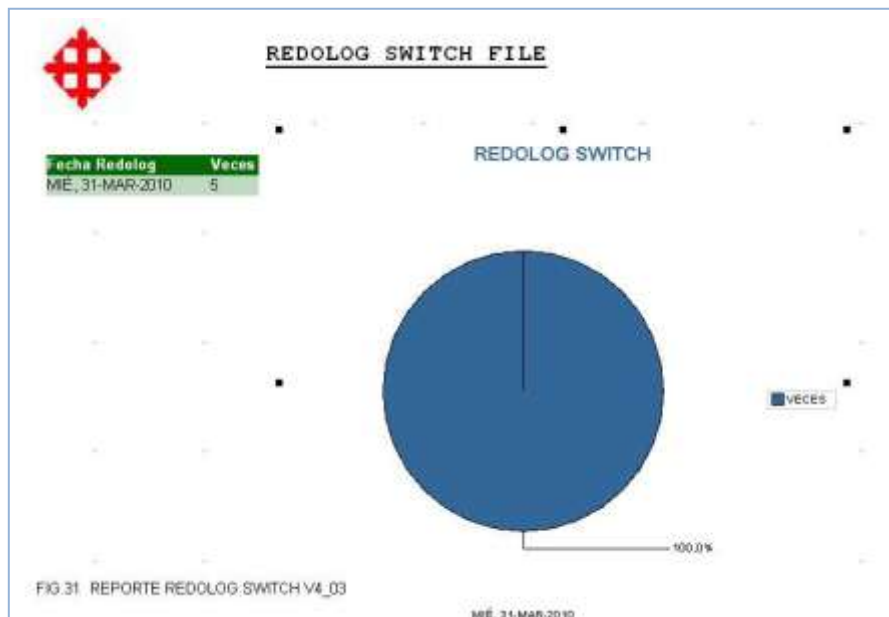 REDOLOG SWITCH FILE
REDOLOG SWITCH
Fecha Redolog Veces
MIÉ, 31-MAR-2010 5
VECES
100.0%
FIG 31 REPORTE REDOLOG SWITCH V4_03
MIÉ, 31-MAR-2010